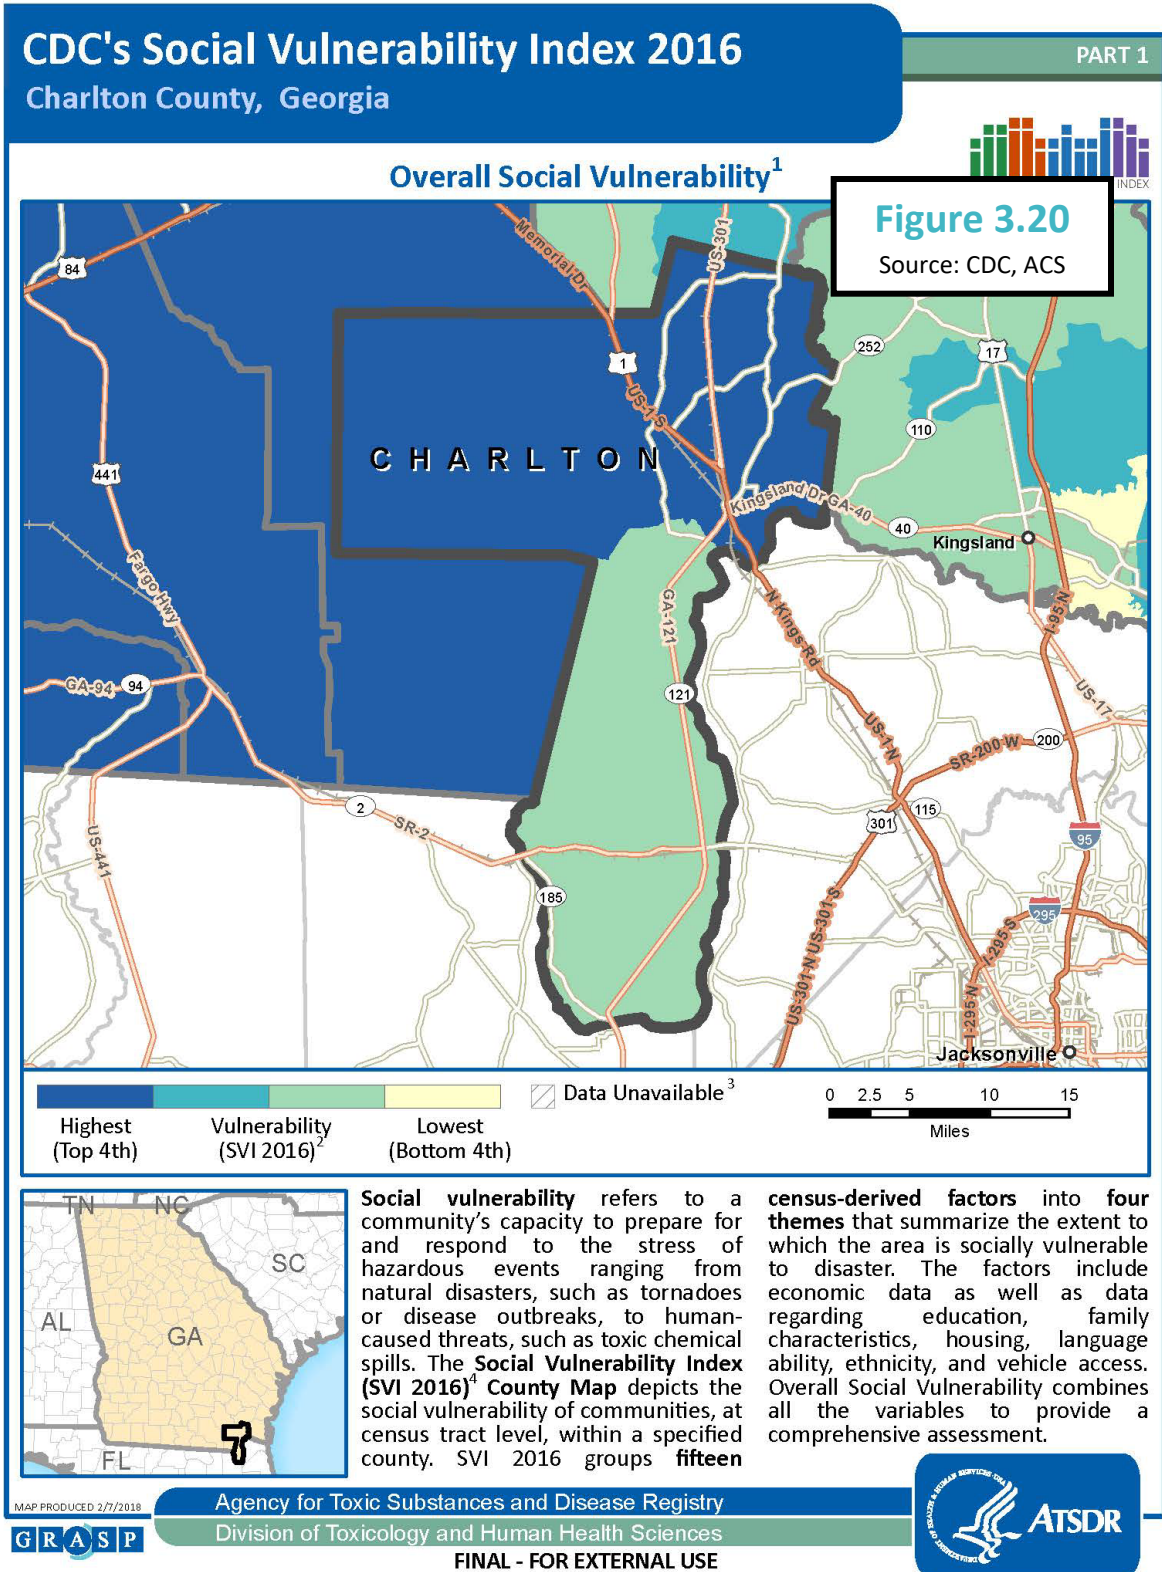 CDC's Social Vulnerability Index 2016
Charlton County, Georgia
PART 1
Overall Social Vulnerability1
INDEX
Figure 3.20
Source: CDC, ACS
84
Memorial Dr
US-301
1
US-1 S
252
17
110
CHARLTON
441
Kingsland Dr GA-40
40
Kingsland
Fargo Hwy
GA-121
N Kings Rd
I-95 N
GA-94
94
121
US-17
US-1 N
SR-200 W
200
2
SR-2
115
301
95
US-441
185
295
US-301 N US-301 S
I-295 S
I-295 N
Jacksonville
Highest
(Top 4th)
Vulnerability
(SVI 2016)2
Lowest
(Bottom 4th)
Data Unavailable3
0 2.5 5 10 15
Miles
TN
NC
SC
AL
GA
FL
Social vulnerability refers to a
community’s capacity to prepare for
and respond to the stress of
hazardous events ranging from
natural disasters, such as tornadoes
or disease outbreaks, to human-
caused threats, such as toxic chemical
spills. The Social Vulnerability Index
(SVI 2016)4 County Map depicts the
social vulnerability of communities, at
census tract level, within a specified
county. SVI 2016 groups fifteen
census-derived factors into four
themes that summarize the extent to
which the area is socially vulnerable
to disaster. The factors include
economic data as well as data
regarding education, family
characteristics, housing, language
ability, ethnicity, and vehicle access.
Overall Social Vulnerability combines
all the variables to provide a
comprehensive assessment.
MAP PRODUCED 2/7/2018
GRASP
Agency for Toxic Substances and Disease Registry
Division of Toxicology and Human Health Sciences
FINAL - FOR EXTERNAL USE
DEPARTMENT OF HEALTH & HUMAN SERVICES·USA
ATSDR